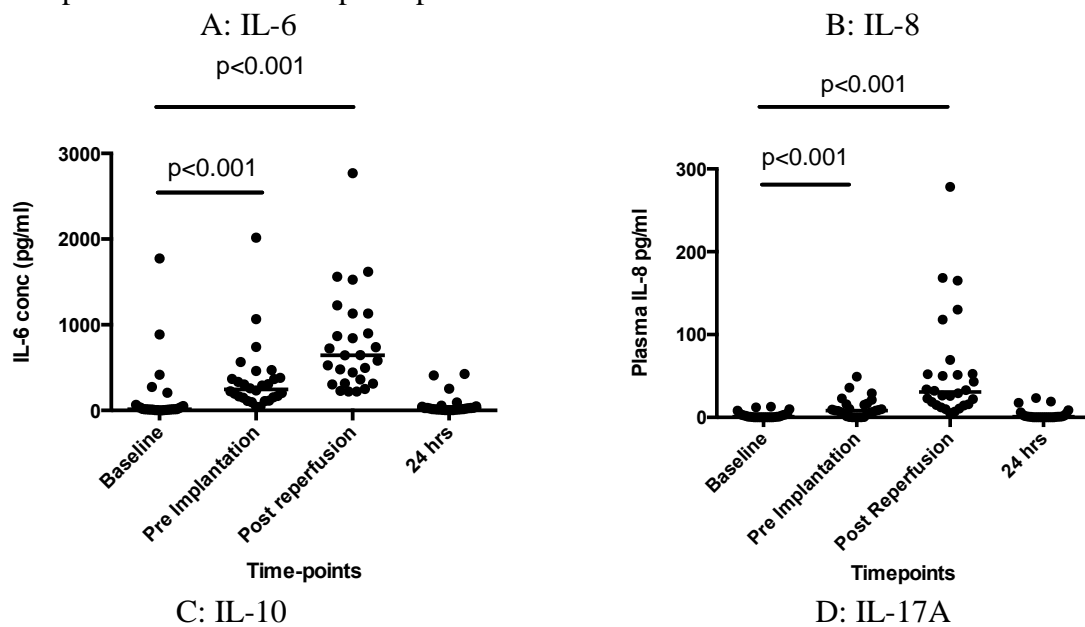 A: IL-6
p<0.001
p<0.001
3000
2000
1000
0
IL-6 conc (pg/ml)
Baseline
Pre Implantation
Post reperfusion
24 hrs
Time-points
B: IL-8
p<0.001
p<0.001
300
200
100
0
Plasma IL-8 pg/ml
Baseline
Pre Implantation
Post Reperfusion
24 hrs
Timepoints
C: IL-10
D: IL-17A